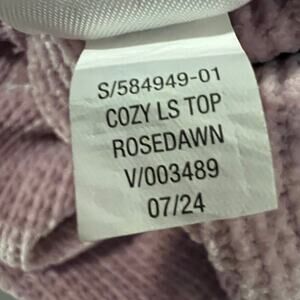 S/584949-01
COZY LS TOP
ROSEDAWN
V/003489
07/24